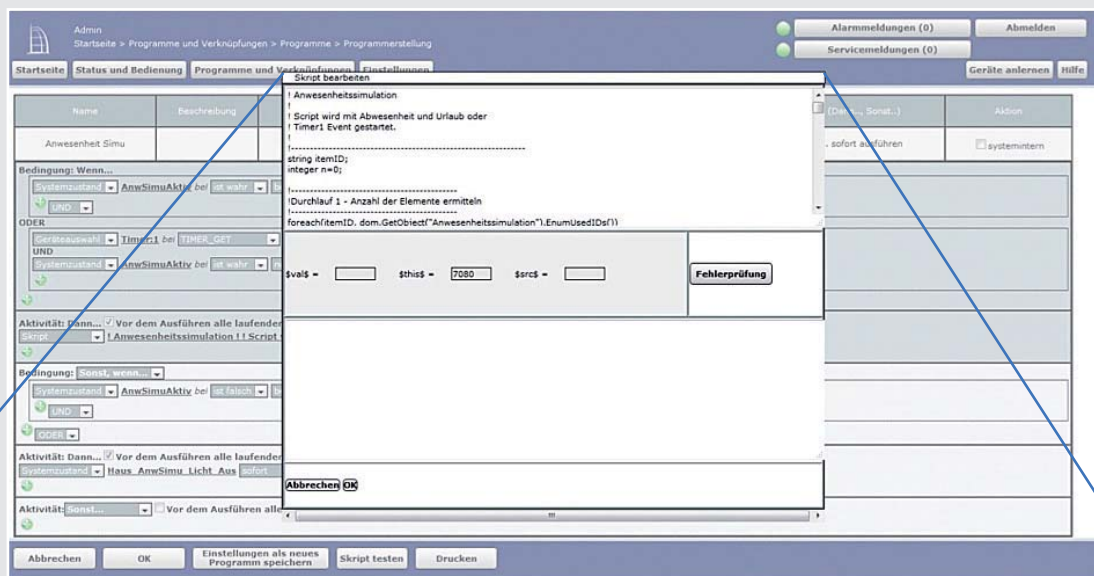 Admin
Startseite > Programme und Verknüpfungen > Programme > Programmerstellung
Alarmmeldungen (0)
Servicemeldungen (0)
Abmelden
Startseite Status und Bedienung Programme und Verknüpfungen Einstellungen
Geräte anlernen Hilfe
Name Beschreibung Aktion
Anwesenheit Simu sofort ausführen systemintern
Bedingung: Wenn...
Systemzustand AnwSimuAktiv bei ist wahr
UND
ODER
Geräteauswahl Timer:1 bei TIMER_GET
UND
Systemzustand AnwSimuAktiv bei ist wahr
Aktivität: Dann... Vor dem Ausführen alle laufenden
Skript ! Anwesenheitssimulation ! ! Script
Bedingung: Sonst, wenn...
Systemzustand AnwSimuAktiv bei ist falsch
UND
ODER
Aktivität: Dann... Vor dem Ausführen alle laufenden
Systemzustand Haus_AnwSimu_Licht_Aus sofort
Aktivität: Sonst... Vor dem Ausführen alle
Skript bearbeiten
! Anwesenheitssimulation
!
! Script wird mit Abwesenheit und Urlaub oder
! Timer1 Event gestartet.
!
!------------------------------------------------------------
string itemID;
integer n=0;
!-------------------------------------------
!Durchlauf 1 - Anzahl der Elemente ermitteln
!-------------------------------------------
foreach(itemID, dom.GetObject("Anwesenheitssimulation").EnumUsedIDs())
$val$ = $this$ = 7080 $src$ =
Fehlerprüfung
Abbrechen OK
Abbrechen OK Einstellungen als neues Programm speichern Skript testen Drucken